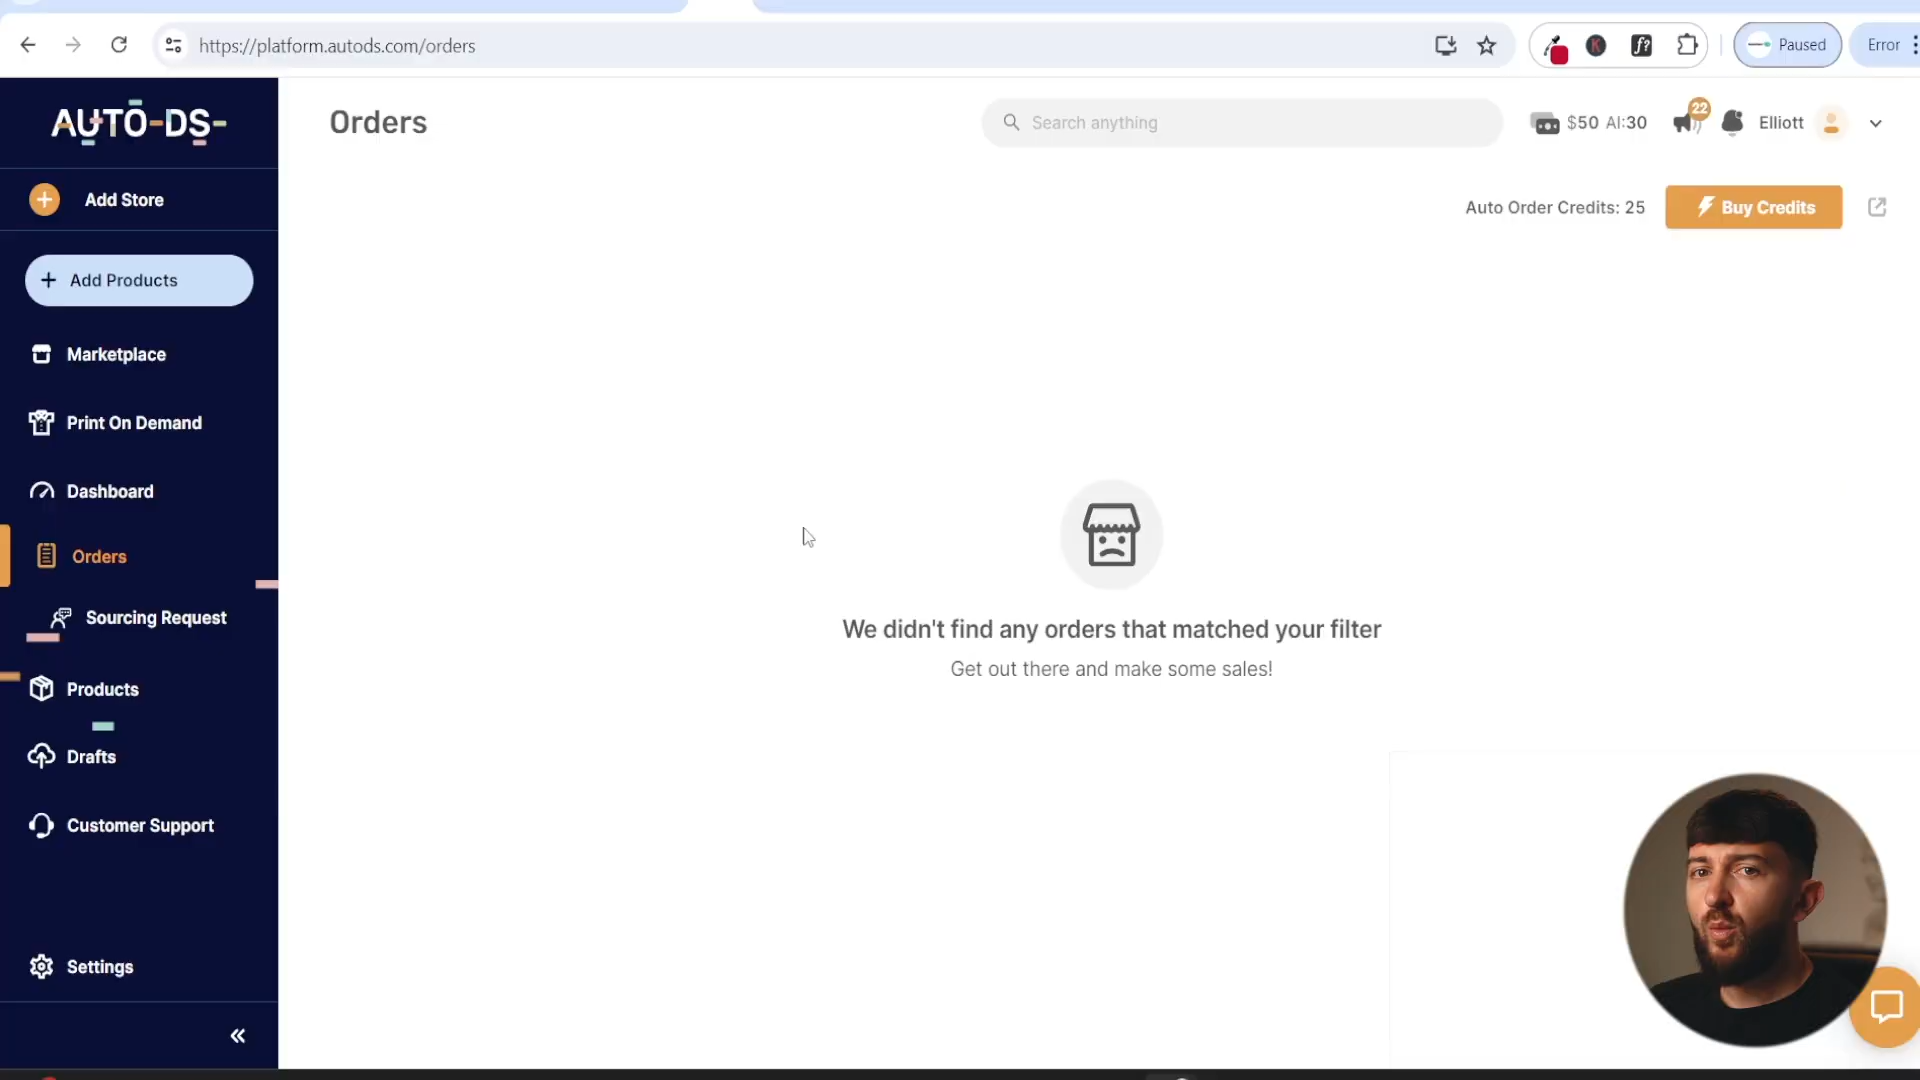 https://platform.autods.com/orders
Paused
Error
AUTO-DS-
Orders
Search anything
$50 AI:30
22
Elliott
Add Store
Auto Order Credits: 25
Buy Credits
Add Products
Marketplace
Print On Demand
Dashboard
Orders
Sourcing Request
We didn't find any orders that matched your filter
Get out there and make some sales!
Products
Drafts
Customer Support
Settings